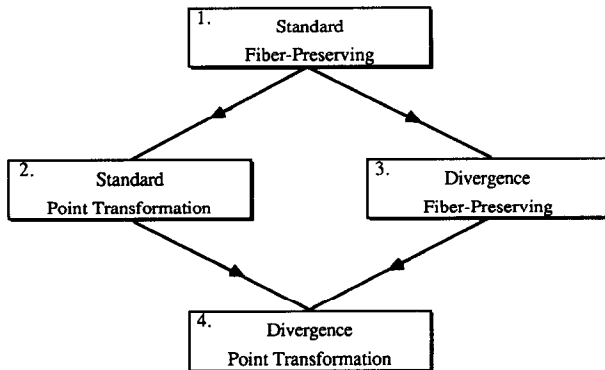 1.
Standard
Fiber-Preserving
2.
Standard
Point Transformation
3.
Divergence
Fiber-Preserving
4.
Divergence
Point Transformation